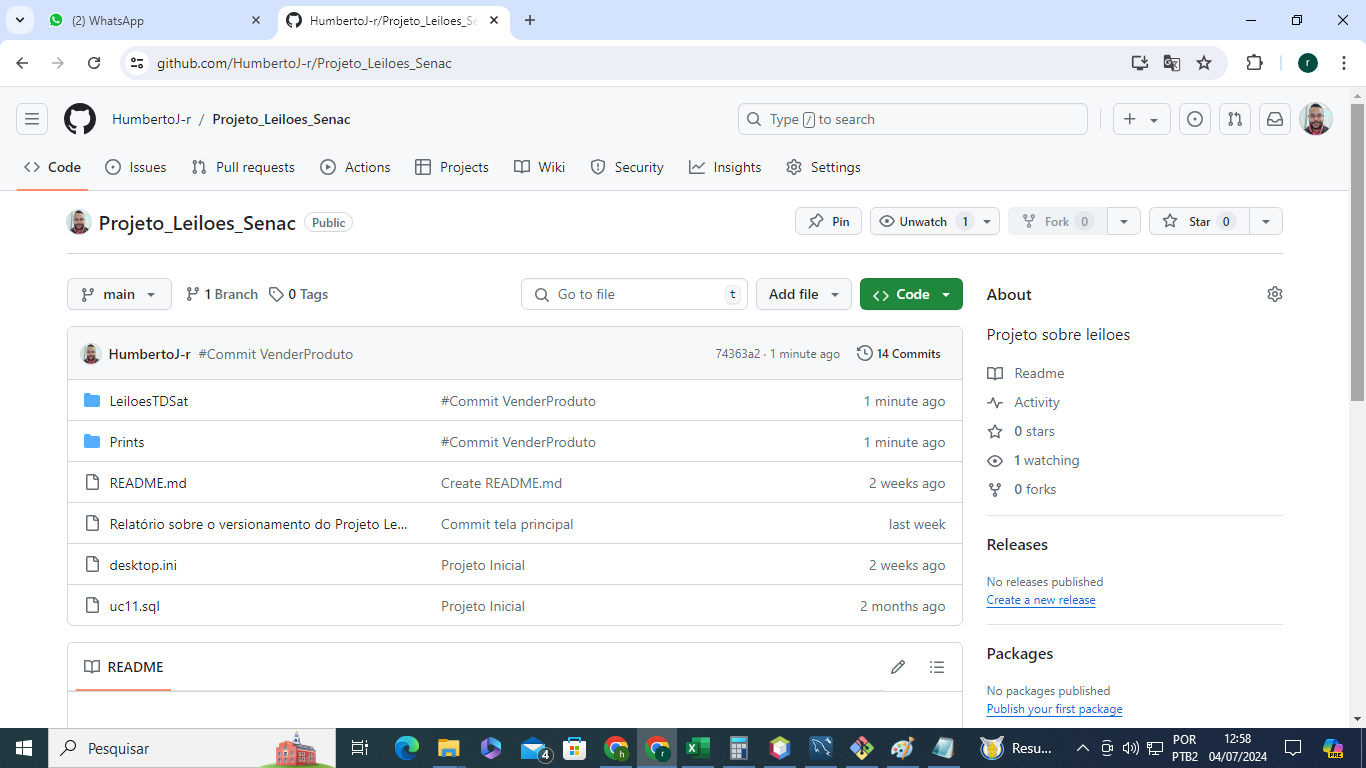 (2) WhatsApp
HumbertoJ-r/Projeto_Leiloes_Se
github.com/HumbertoJ-r/Projeto_Leiloes_Senac
r
HumbertoJ-r / Projeto_Leiloes_Senac
Type / to search
Code Issues Pull requests Actions Projects Wiki Security Insights Settings
Projeto_Leiloes_Senac Public
Pin Unwatch 1 Fork 0 Star 0
main 1 Branch 0 Tags Go to file t Add file Code
HumbertoJ-r #Commit VenderProduto 74363a2 · 1 minute ago 14 Commits
LeiloesTDSat #Commit VenderProduto 1 minute ago
Prints #Commit VenderProduto 1 minute ago
README.md Create README.md 2 weeks ago
Relatório sobre o versionamento do Projeto Le... Commit tela principal last week
desktop.ini Projeto Inicial 2 weeks ago
uc11.sql Projeto Inicial 2 months ago
README
About
Projeto sobre leiloes
Readme
Activity
0 stars
1 watching
0 forks
Releases
No releases published
Create a new release
Packages
No packages published
Publish your first package
Pesquisar
4
h
r
Resu...
POR
PTB2
12:58
04/07/2024
PRE